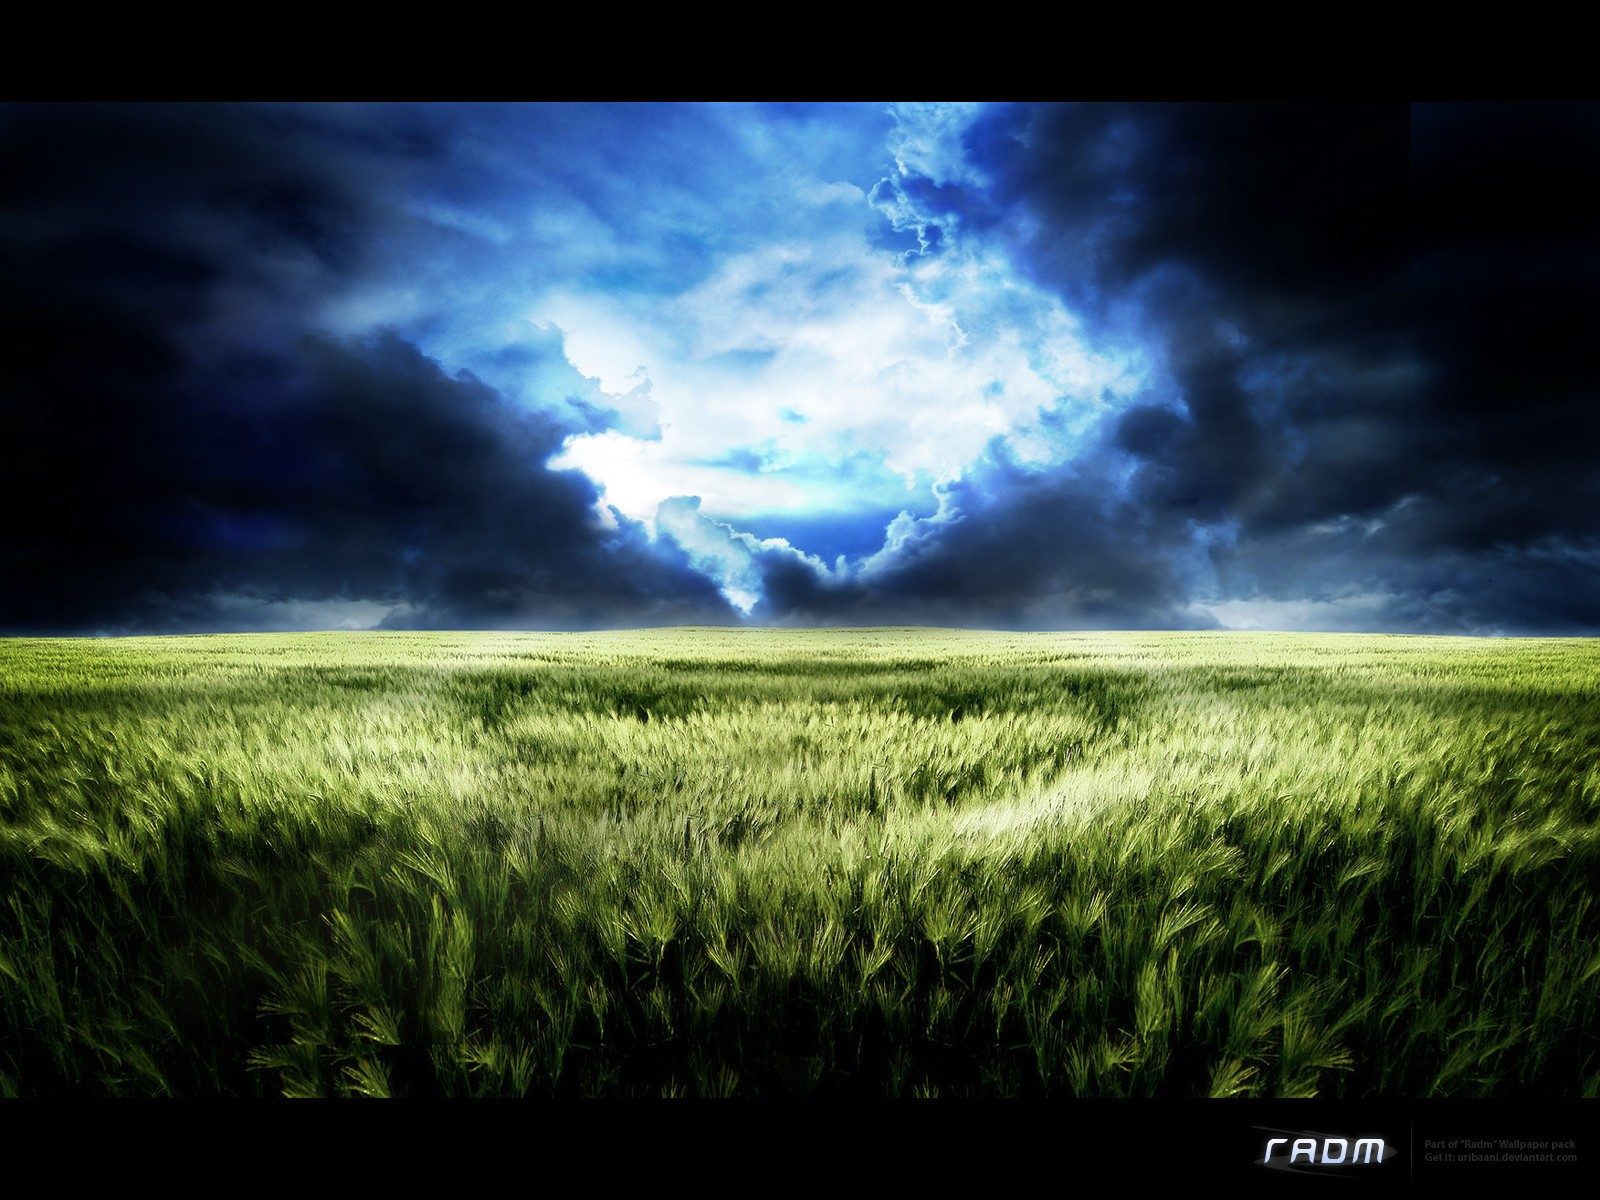 RADM
Part of "Radm" Wallpaper pack
Get it: uribaani.deviantart.com